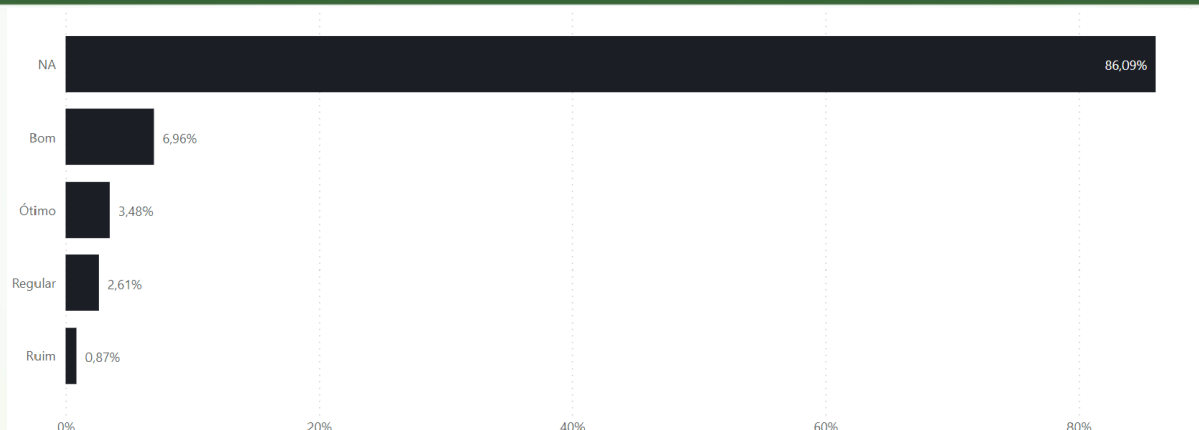 NA 86,09%
Bom 6,96%
Ótimo 3,48%
Regular 2,61%
Ruim 0,87%
0% 20% 40% 60% 80%